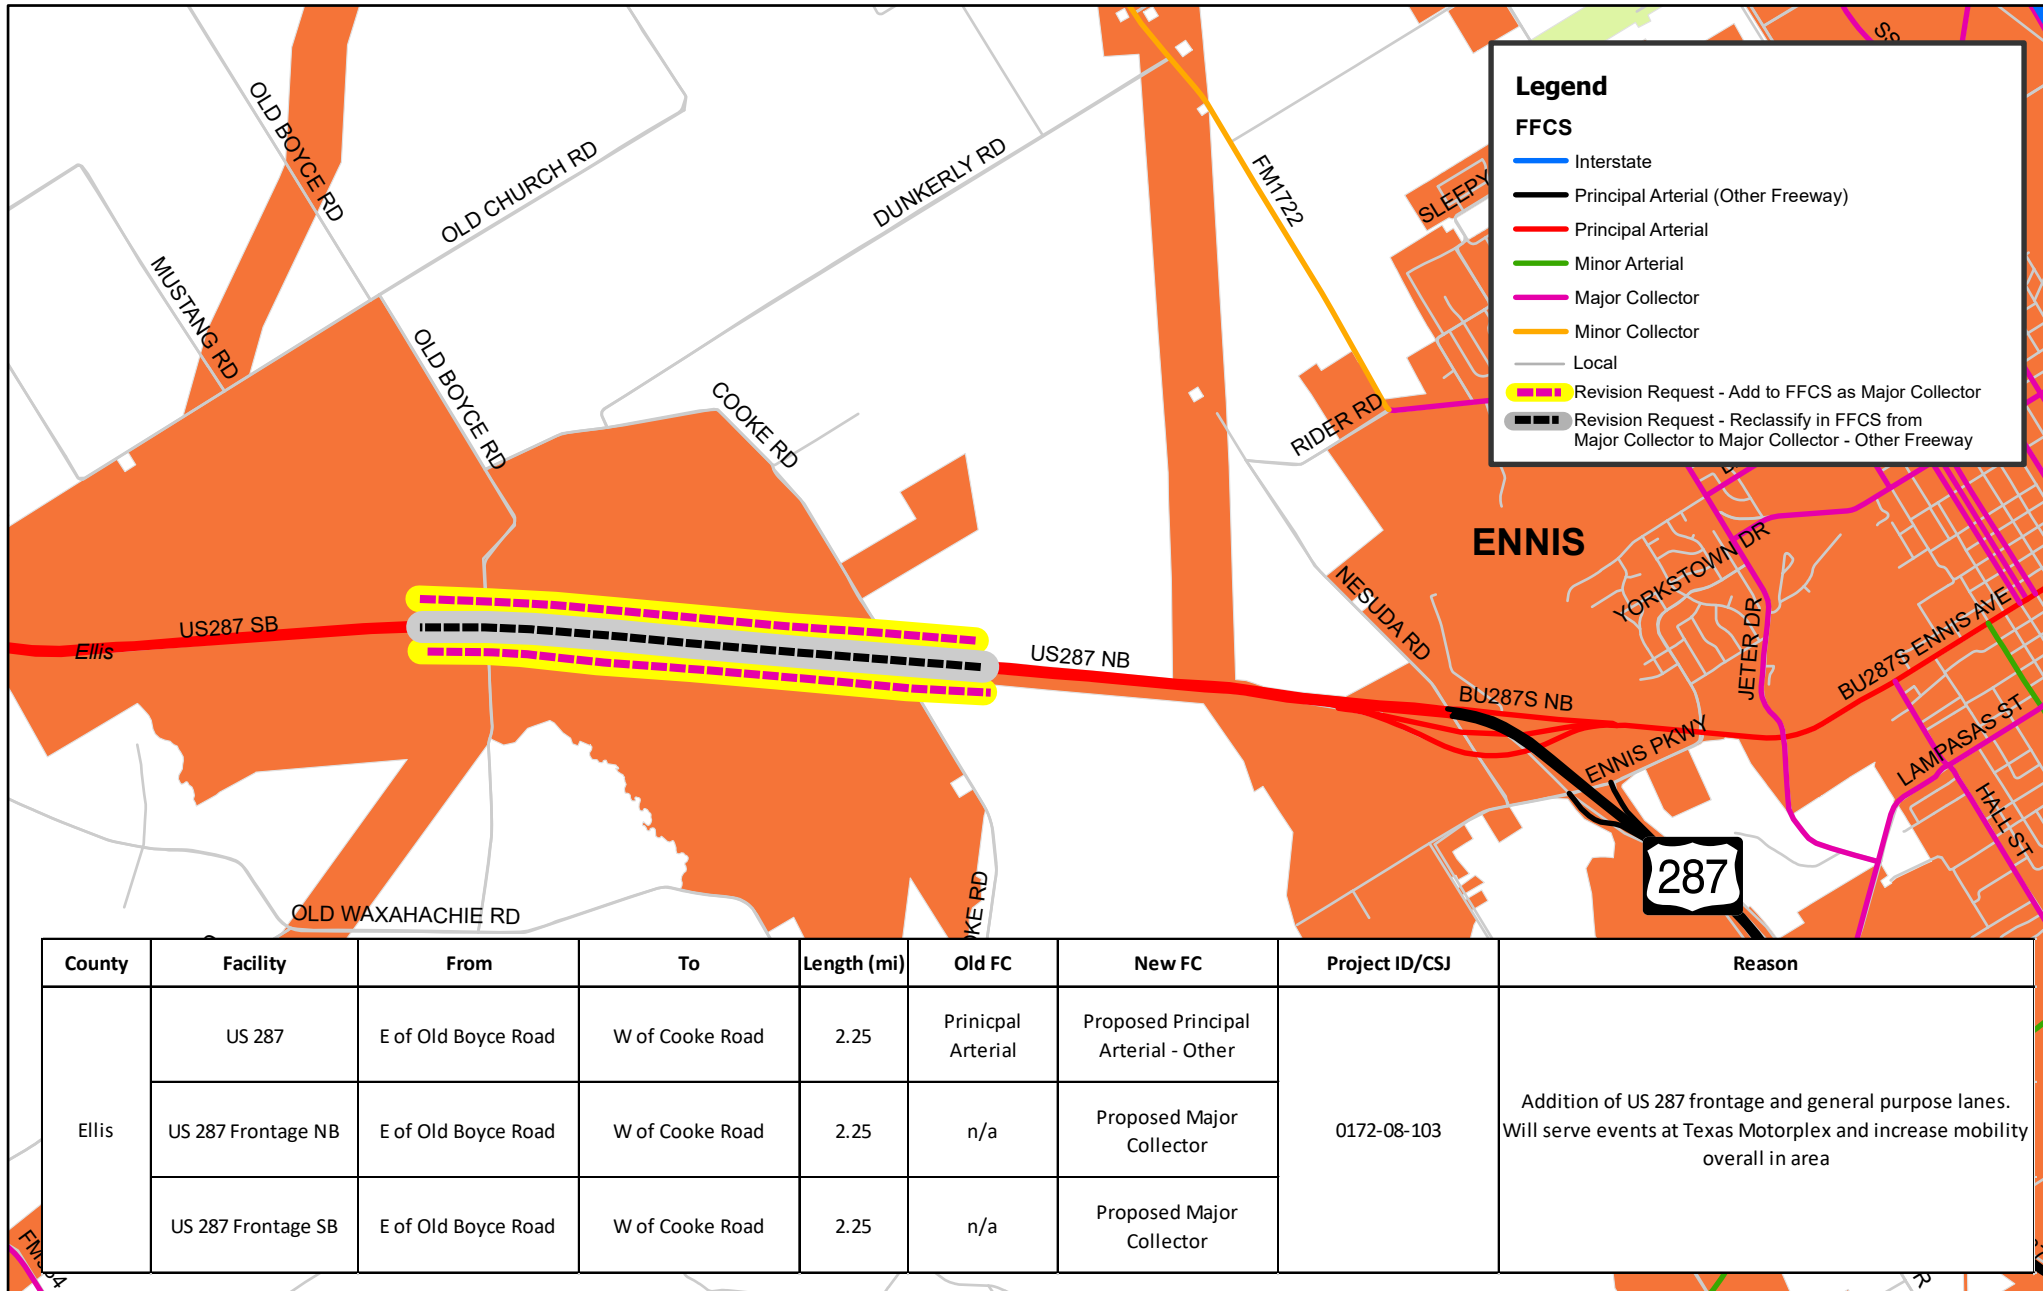 OLD BOYCE RD
OLD CHURCH RD
DUNKERLY RD
FM1722
MUSTANG RD
OLD BOYCE RD
COOKE RD
RIDER RD
SLEEPY
SS
Legend
FFCS
Interstate
Principal Arterial (Other Freeway)
Principal Arterial
Minor Arterial
Major Collector
Minor Collector
Local
Revision Request - Add to FFCS as Major Collector
Revision Request - Reclassify in FFCS from
Major Collector to Major Collector - Other Freeway
ENNIS
YORKSTOWN DR
NESUDA RD
JETER DR
US287 SB
Ellis
US287 NB
BU287S NB
BU287S ENNIS AVE
ENNIS PKWY
LAMPASAS ST
HALL ST
287
OLD WAXAHACHIE RD
OKE RD
County Facility From To Length (mi) Old FC New FC Project ID/CSJ Reason
Ellis
US 287 E of Old Boyce Road W of Cooke Road 2.25 Prinicpal
Arterial
Proposed Principal
Arterial - Other
US 287 Frontage NB E of Old Boyce Road W of Cooke Road 2.25 n/a Proposed Major
Collector
US 287 Frontage SB E of Old Boyce Road W of Cooke Road 2.25 n/a Proposed Major
Collector
0172-08-103
Addition of US 287 frontage and general purpose lanes.
Will serve events at Texas Motorplex and increase mobility
overall in area
R